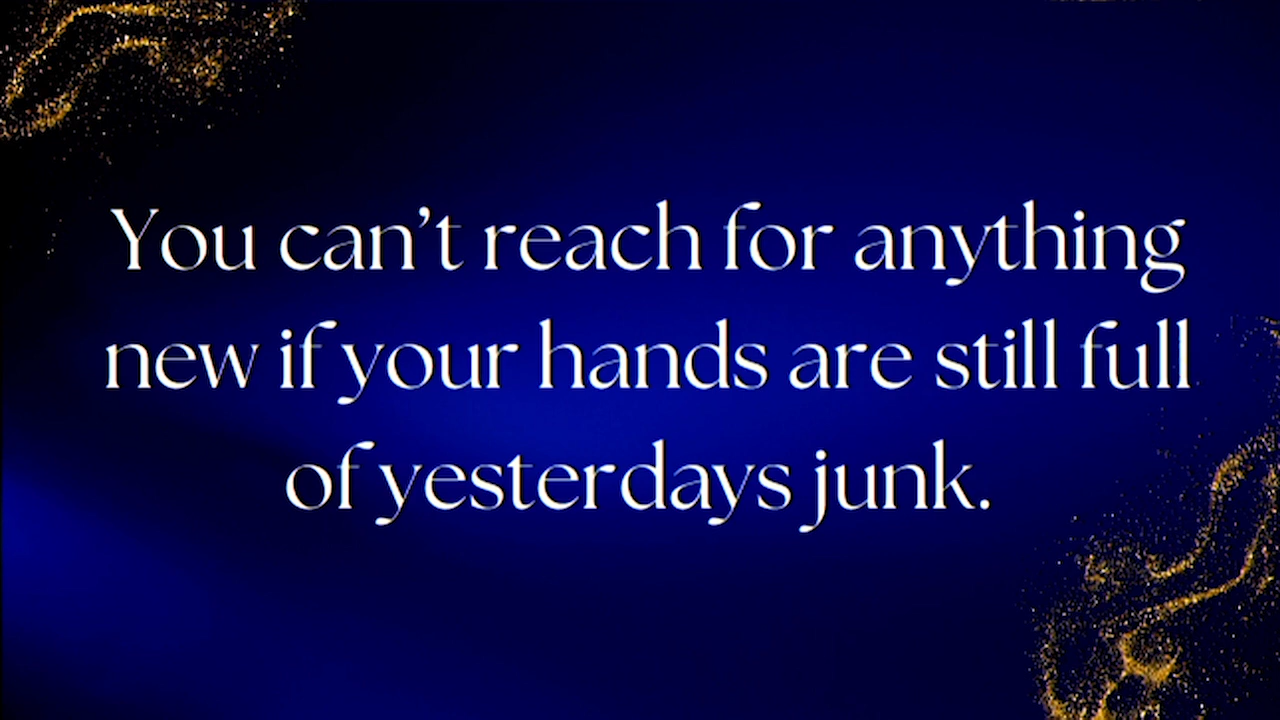 You can’t reach for anything
new if your hands are still full
of yesterdays junk.